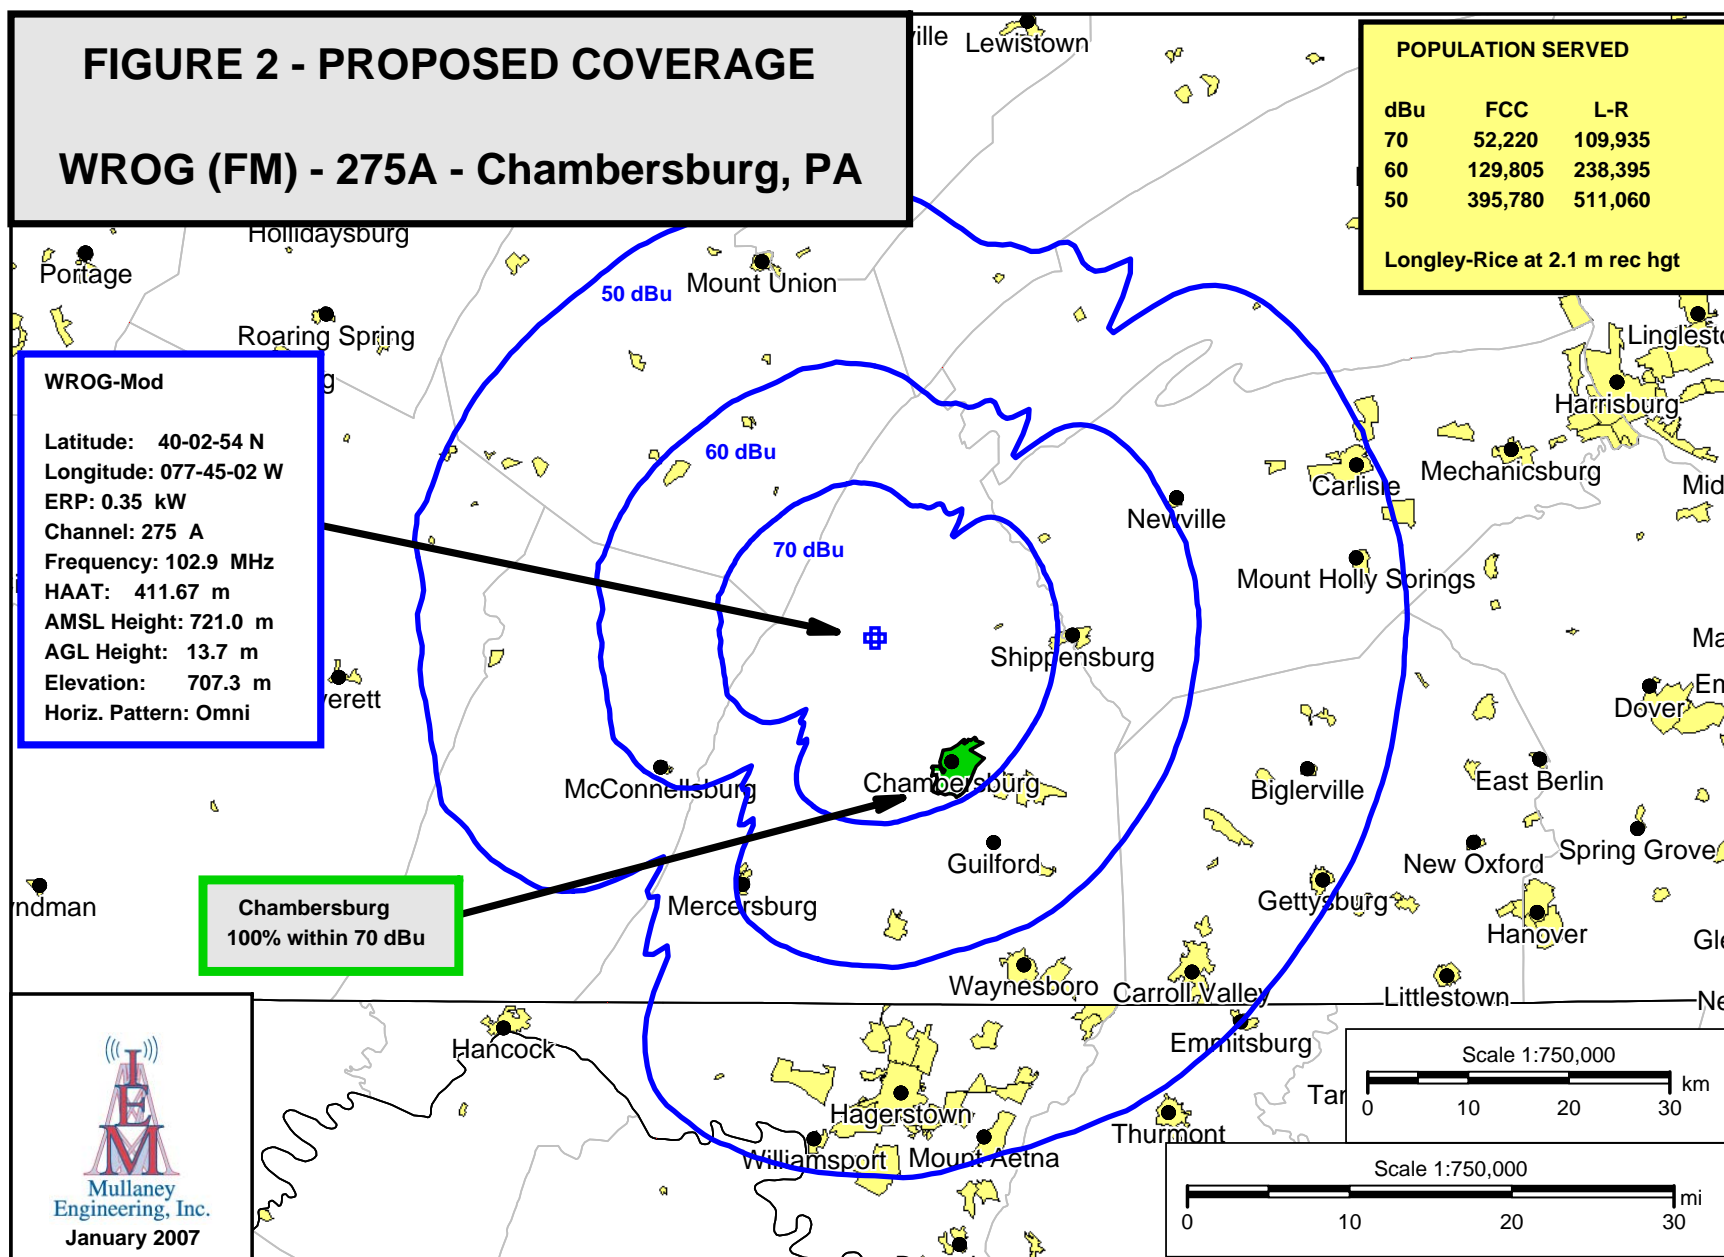 FIGURE 2 - PROPOSED COVERAGE
WROG (FM) - 275A - Chambersburg, PA
POPULATION SERVED
dBu FCC L-R
70 52,220 109,935
60 129,805 238,395
50 395,780 511,060
Longley-Rice at 2.1 m rec hgt
ville
Lewistown
Hollidaysburg
Portage
Mount Union
50 dBu
Roaring Spring
Harrisburg
60 dBu
Mechanicsburg
Carlisle
Newville
70 dBu
Mount Holly Springs
WROG-Mod
Latitude: 40-02-54 N
Longitude: 077-45-02 W
ERP: 0.35 kW
Channel: 275 A
Frequency: 102.9 MHz
HAAT: 411.67 m
AMSL Height: 721.0 m
AGL Height: 13.7 m
Elevation: 707.3 m
Horiz. Pattern: Omni
Shippensburg
verett
Dover
McConnellsburg
Chambersburg
Biglerville
East Berlin
Guilford
New Oxford
Spring Grove
Mercersburg
Gettysburg
Hanover
yndman
Chambersburg
100% within 70 dBu
Waynesboro
Carroll Valley
Littlestown
Hancock
Emmitsburg
Hagerstown
Thurmont
Williamsport
Mount Aetna
Scale 1:750,000
km
0 10 20 30
Scale 1:750,000
mi
0 10 20 30
IEM
Mullaney
Engineering, Inc.
January 2007